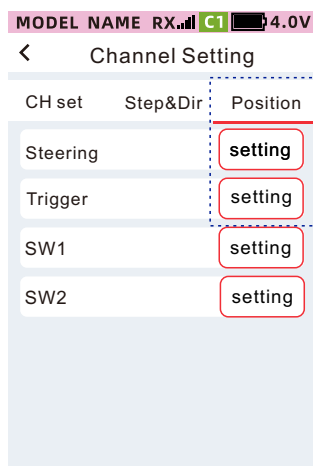 MODEL NAME RX C1 4.0V
Channel Setting
CH set Step&Dir Position
Steering setting
Trigger setting
SW1 setting
SW2 setting